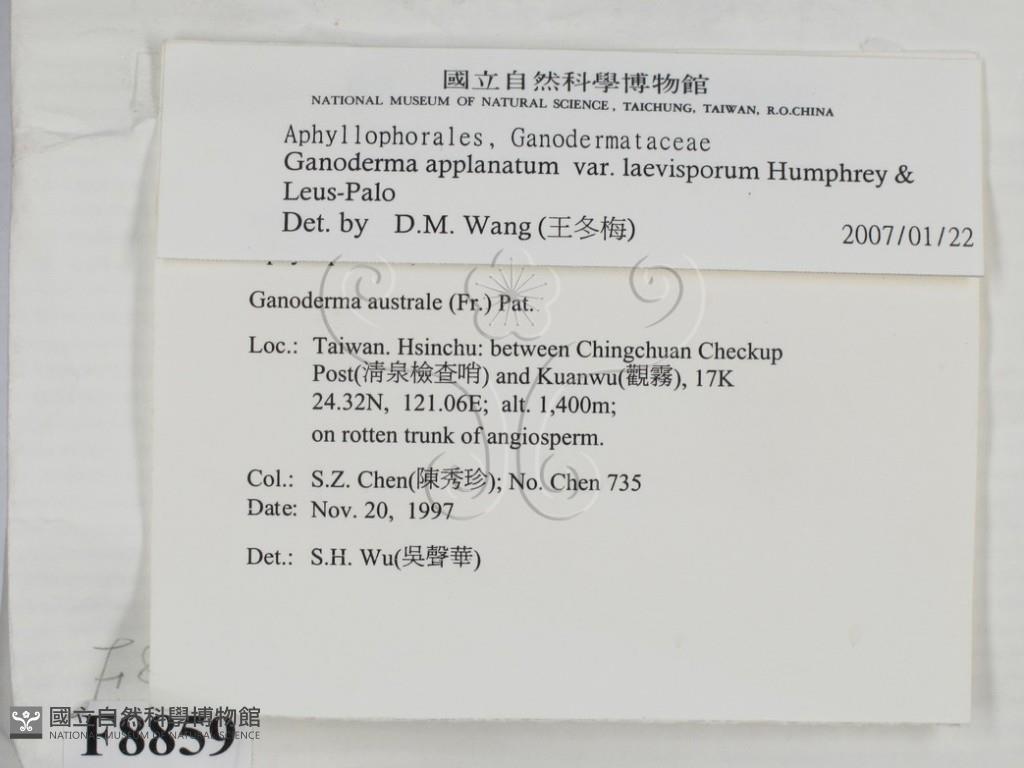 國立自然科學博物館
NATIONAL MUSEUM OF NATURAL SCIENCE, TAICHUNG, TAIWAN, R.O.CHINA
Aphyllophorales, Ganodermataceae
Ganoderma applanatum var. laevisporum Humphrey &
Leus-Palo
Det. by D.M. Wang (王冬梅)
2007/01/22
Ganoderma australe (Fr.) Pat.
Loc.: Taiwan. Hsinchu: between Chingchuan Checkup
Post(清泉檢查哨) and Kuanwu(觀霧), 17K
24.32N, 121.06E; alt. 1,400m;
on rotten trunk of angiosperm.
Col.: S.Z. Chen(陳秀珍); No. Chen 735
Date: Nov. 20, 1997
Det.: S.H. Wu(吳聲華)
國立自然科學博物館
NATIONAL MUSEUM OF NATURAL SCIENCE
F8859